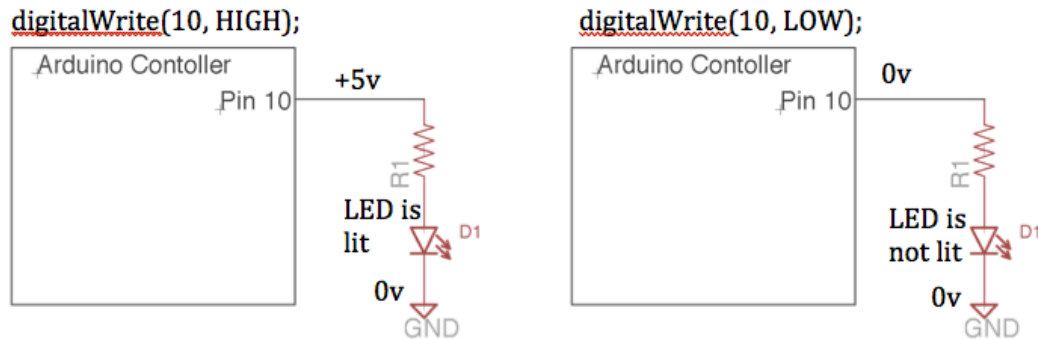 digitalWrite(10, HIGH);
Arduino Contoller
+5v
Pin 10
R1
LED is
lit
D1
0v
GND
digitalWrite(10, LOW);
Arduino Contoller
0v
Pin 10
R1
LED is
not lit
D1
0v
GND